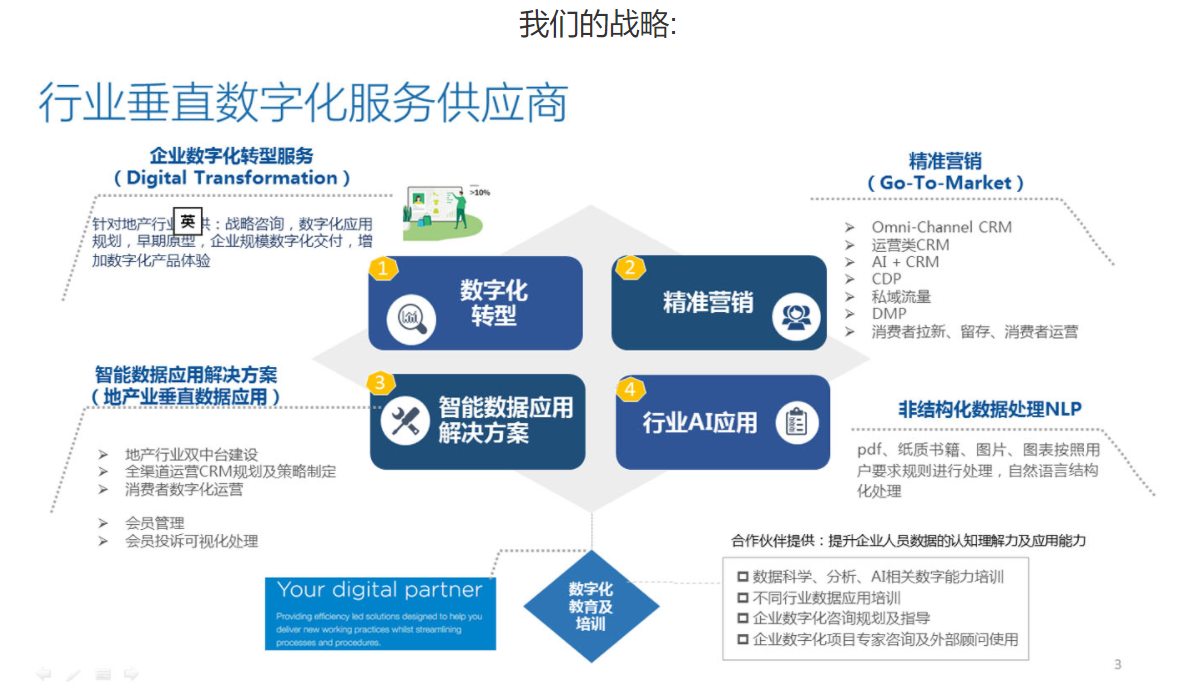 我们的战略:
行业垂直数字化服务供应商
企业数字化转型服务
（Digital Transformation）
针对地产行业
英
供：战略咨询，数字化应用
规划，早期原型，企业规模数字化交付，增
加数字化产品体验
>10%
精准营销
（Go-To-Market）
Omni-Channel CRM
运营类CRM
AI + CRM
CDP
私域流量
DMP
消费者拉新、留存、消费者运营
1
数字化
转型
2
精准营销
3
智能数据应用
解决方案
4
行业AI应用
智能数据应用解决方案
（地产业垂直数据应用）
地产行业双中台建设
全渠道运营CRM规划及策略制定
消费者数字化运营
会员管理
会员投诉可视化处理
非结构化数据处理NLP
pdf、纸质书籍、图片、图表按照用
户要求规则进行处理，自然语言结构
化处理
Your digital partner
Providing efficiency led solutions designed to help you
deliver new working practices whilst streamlining
processes and procedures.
数字化
教育及
培训
合作伙伴提供：提升企业人员数据的认知理解力及应用能力
数据科学、分析、AI相关数字能力培训
不同行业数据应用培训
企业数字化咨询规划及指导
企业数字化项目专家咨询及外部顾问使用
3